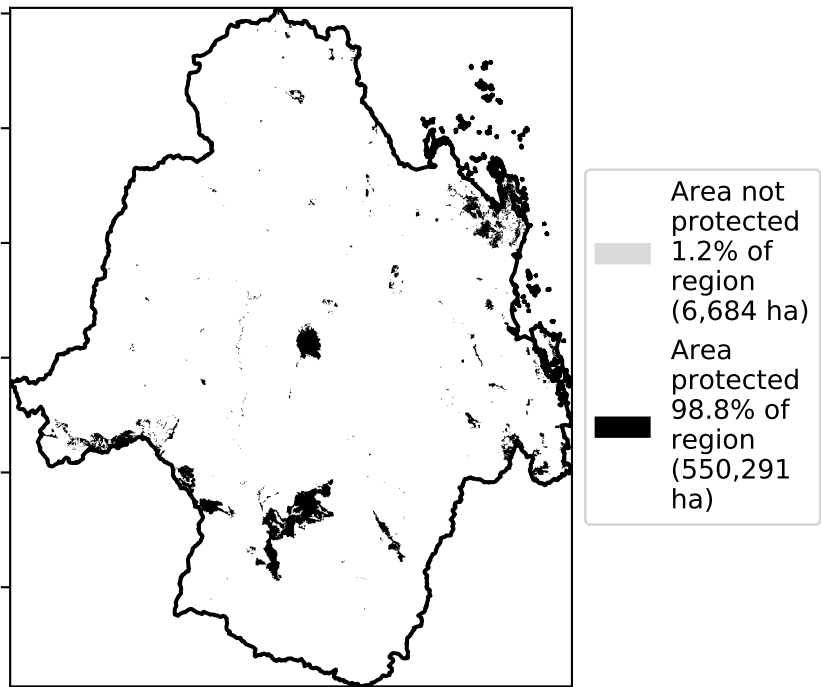 Area not
protected
1.2% of
region
(6,684 ha)
Area
protected
98.8% of
region
(550,291
ha)